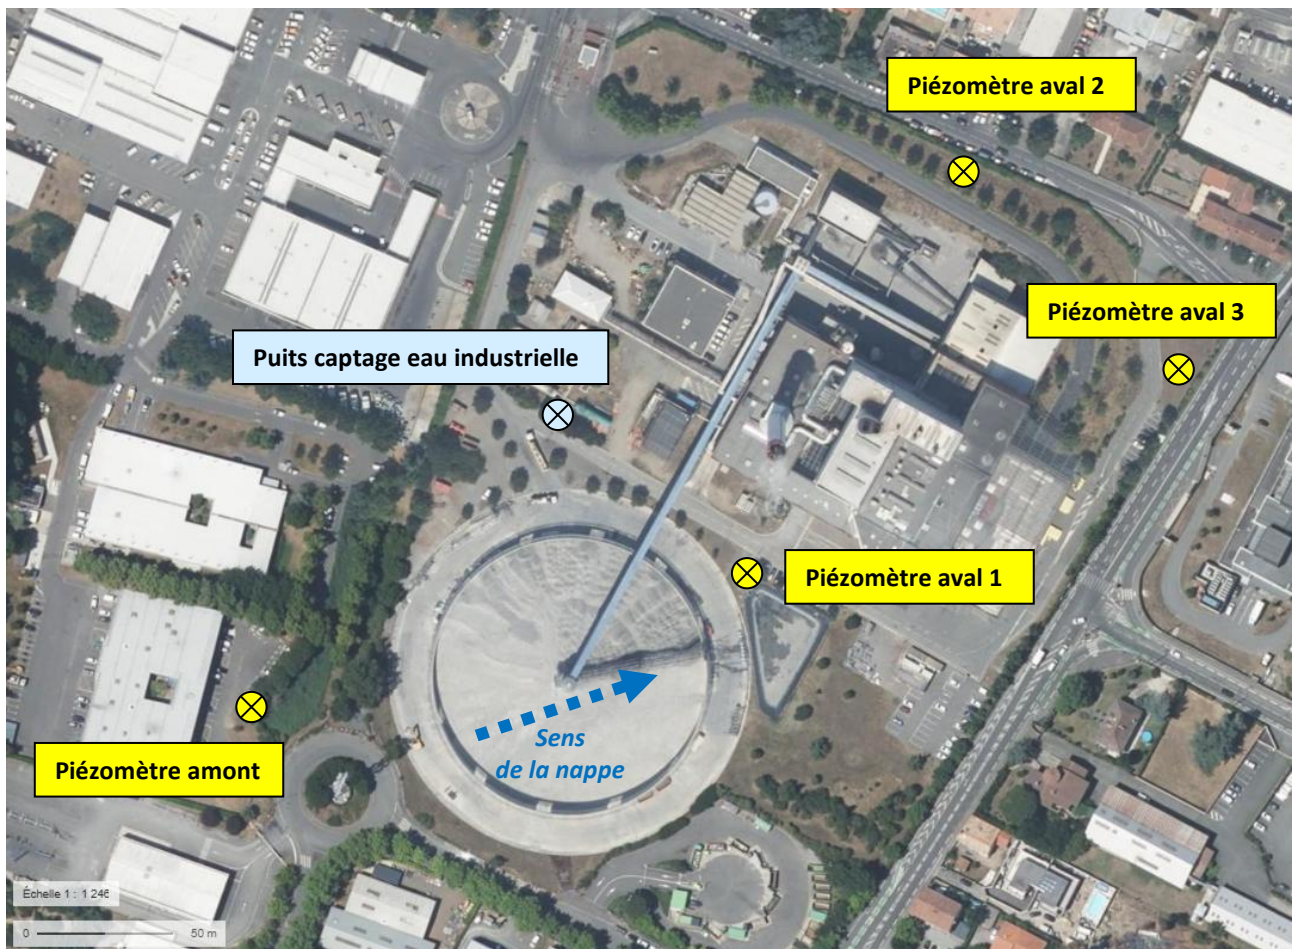 Piézomètre aval 2
Piézomètre aval 3
Puits captage eau industrielle
Piézomètre aval 1
Sens
de la nappe
Piézomètre amont
Échelle 1 : 1 24€
0
50 m